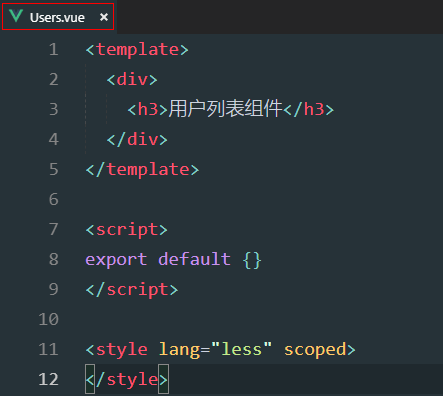 Users.vue ×
1 <template>
2   <div>
3     <h3>用户列表组件</h3>
4   </div>
5 </template>
6
7 <script>
8 export default {}
9 </script>
10
11 <style lang="less" scoped>
12 </style>